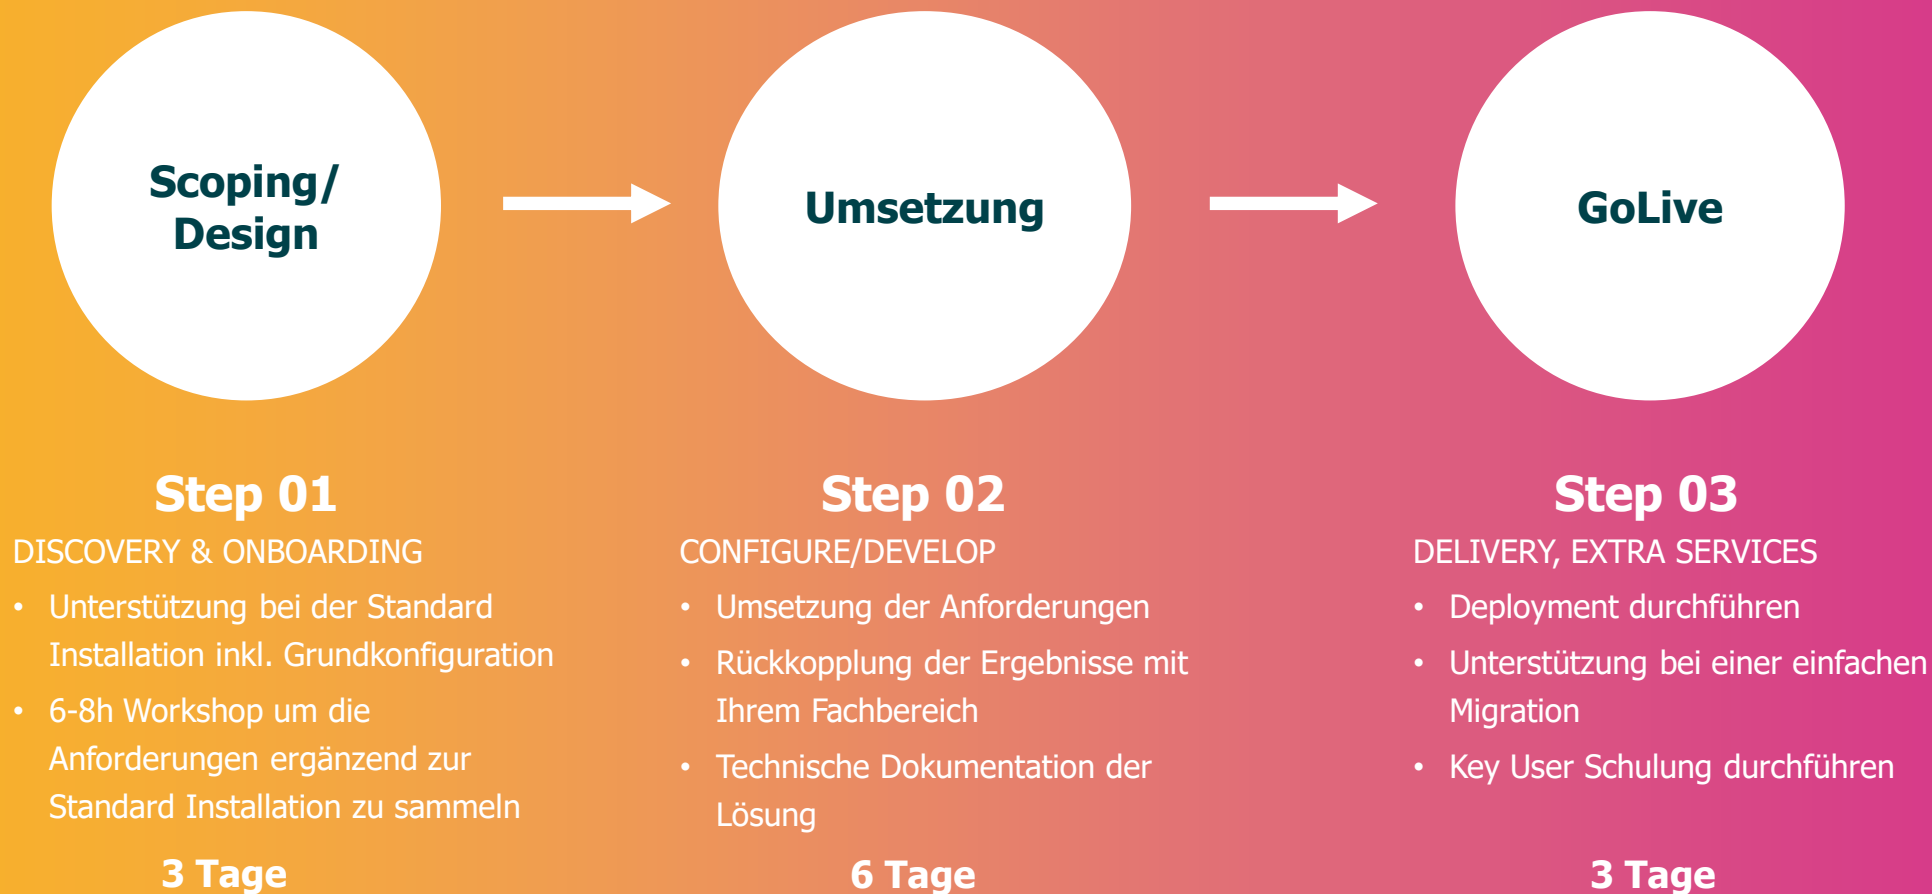 Scoping/
Design
Umsetzung
GoLive
Step 01
DISCOVERY & ONBOARDING
• Unterstützung bei der Standard
Installation inkl. Grundkonfiguration
• 6-8h Workshop um die
Anforderungen ergänzend zur
Standard Installation zu sammeln
3 Tage
Step 02
CONFIGURE/DEVELOP
• Umsetzung der Anforderungen
• Rückkopplung der Ergebnisse mit
Ihrem Fachbereich
• Technische Dokumentation der
Lösung
6 Tage
Step 03
DELIVERY, EXTRA SERVICES
• Deployment durchführen
• Unterstützung bei einer einfachen
Migration
• Key User Schulung durchführen
3 Tage